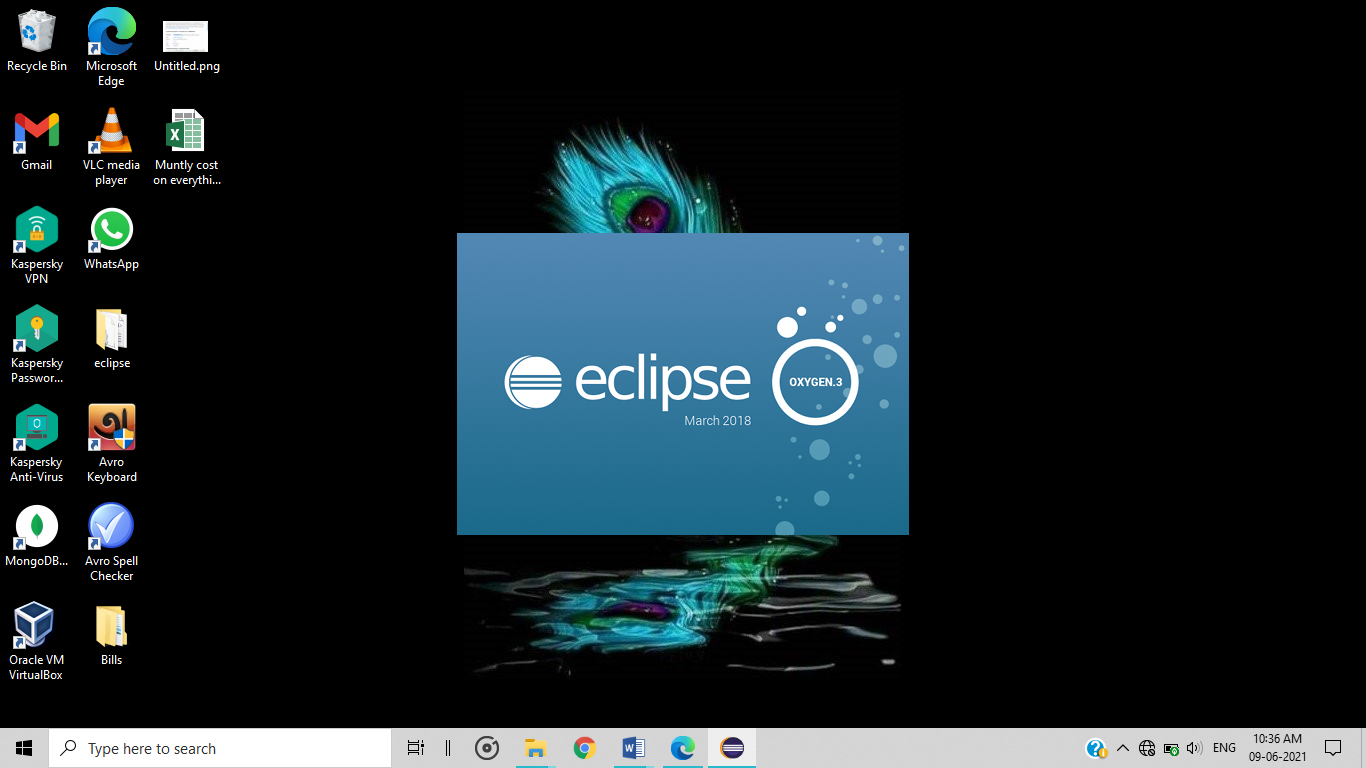 Recycle Bin
Microsoft
Edge
Untitled.png
Gmail
VLC media
player
Muntly cost
on everythi...
Kaspersky
VPN
WhatsApp
Kaspersky
Passwor...
eclipse
Kaspersky
Anti-Virus
Avro
Keyboard
MongoDB...
Avro Spell
Checker
Oracle VM
VirtualBox
Bills
eclipse
OXYGEN.3
March 2018
Type here to search
ENG
10:36 AM
09-06-2021